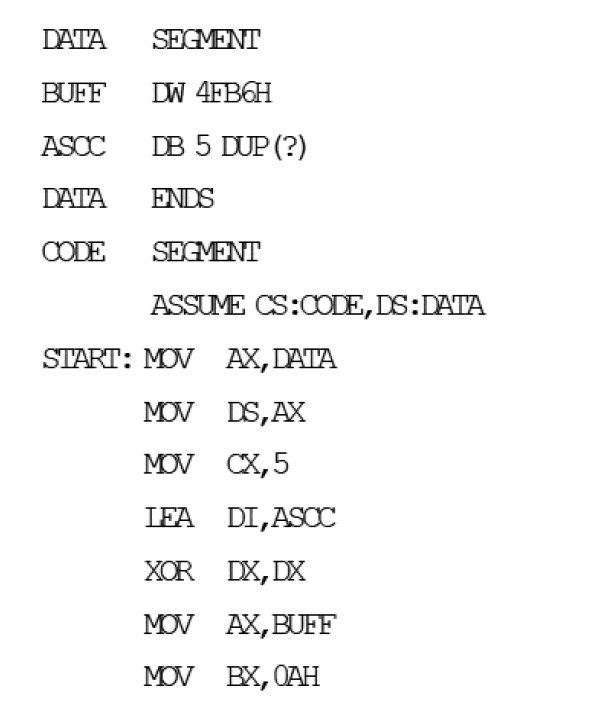 DATA SEGMENT
BUFF DW 4FB6H
ASCC DB 5 DUP(?)
DATA ENDS
CODE SEGMENT
ASSUME CS:CODE,DS:DATA
START: MOV AX,DATA
MOV DS,AX
MOV CX,5
LEA DI,ASCC
XOR DX,DX
MOV AX,BUFF
MOV BX,0AH